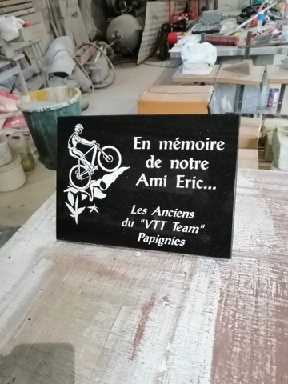 En mémoire
de notre
Ami Eric...
Les Anciens
du "VTT Team"
Papignies